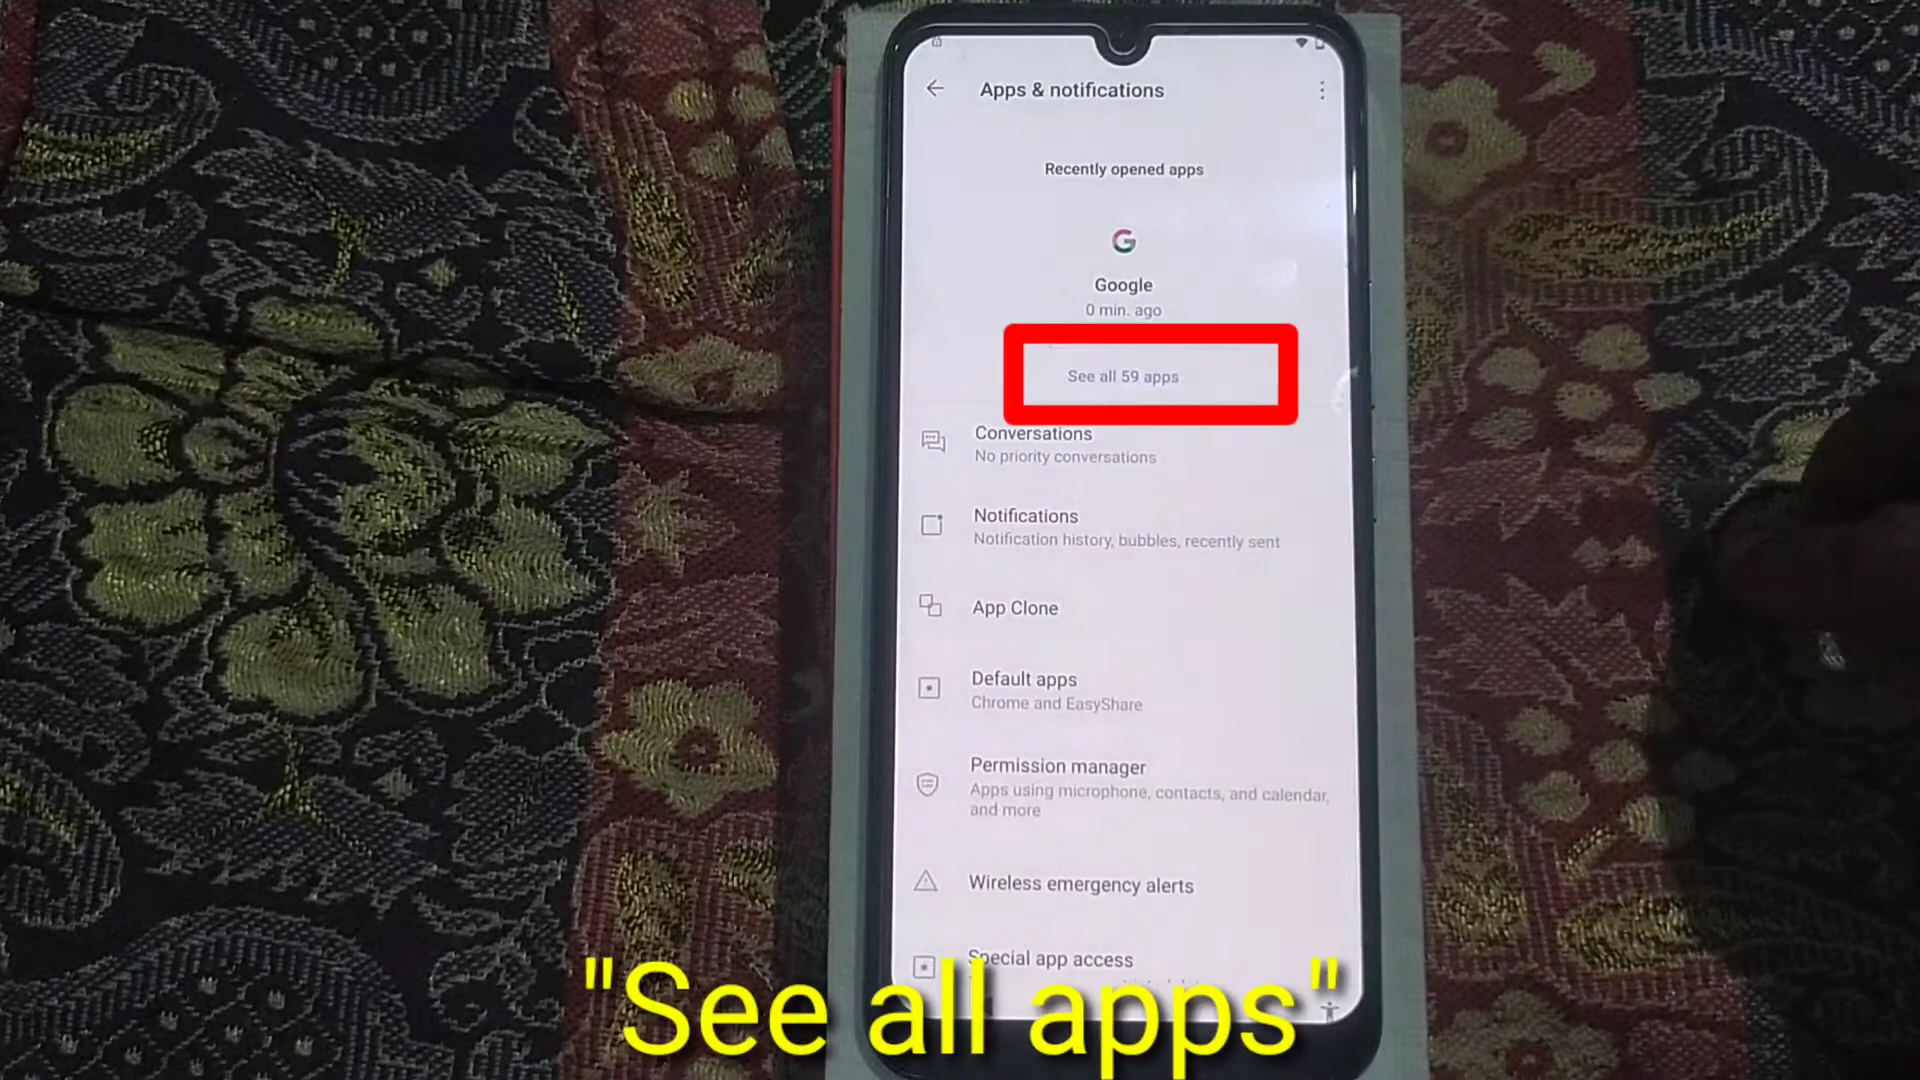 Apps & notifications
Recently opened apps
Google
0 min. ago
See all 59 apps
Conversations
No priority conversations
Notifications
Notification history, bubbles, recently sent
App Clone
Default apps
Chrome and EasyShare
Permission manager
Apps using microphone, contacts, and calendar,
and more
Wireless emergency alerts
Special app access
"See all apps"